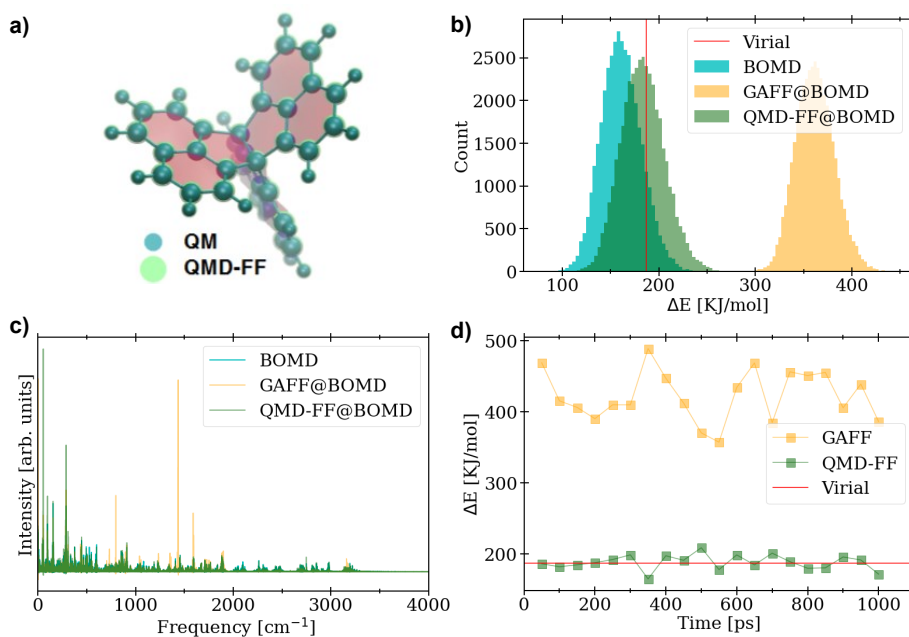 a)
QM
QMD-FF
b)
Virial
BOMD
GAFF@BOMD
QMD-FF@BOMD
Count
2500
2000
1500
1000
500
0
100 200 300 400
ΔE [KJ/mol]
c)
BOMD
GAFF@BOMD
QMD-FF@BOMD
Intensity [arb. units]
0 1000 2000 3000 4000
Frequency [cm⁻¹]
d)
500
400
300
200
ΔE [KJ/mol]
GAFF
QMD-FF
Virial
0 200 400 600 800 1000
Time [ps]